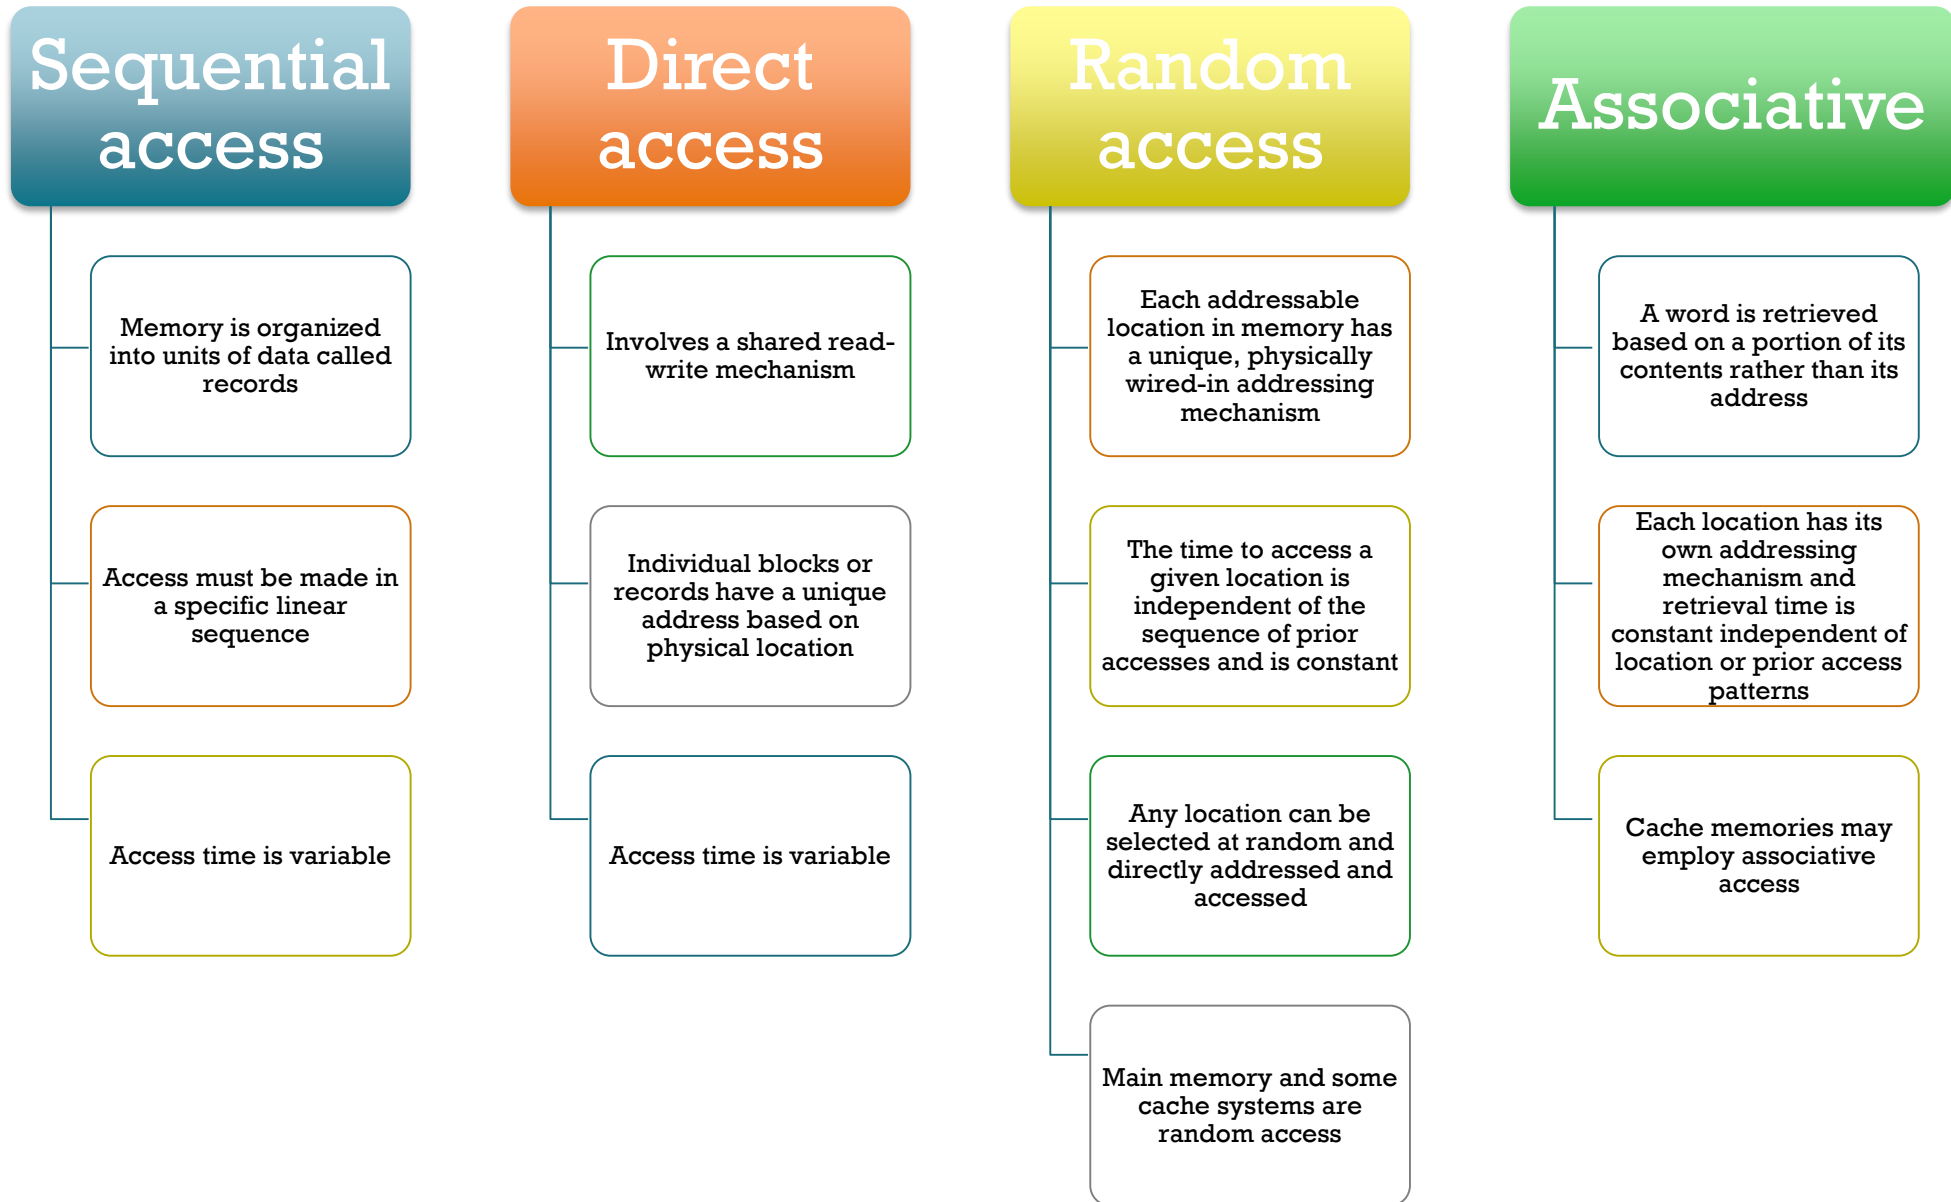 Sequential
access
Memory is organized
into units of data called
records
Access must be made in
a specific linear
sequence
Access time is variable
Direct
access
Involves a shared read-
write mechanism
Individual blocks or
records have a unique
address based on
physical location
Access time is variable
Random
access
Each addressable
location in memory has
a unique, physically
wired-in addressing
mechanism
The time to access a
given location is
independent of the
sequence of prior
accesses and is constant
Any location can be
selected at random and
directly addressed and
accessed
Main memory and some
cache systems are
random access
Associative
A word is retrieved
based on a portion of its
contents rather than its
address
Each location has its
own addressing
mechanism and
retrieval time is
constant independent of
location or prior access
patterns
Cache memories may
employ associative
access